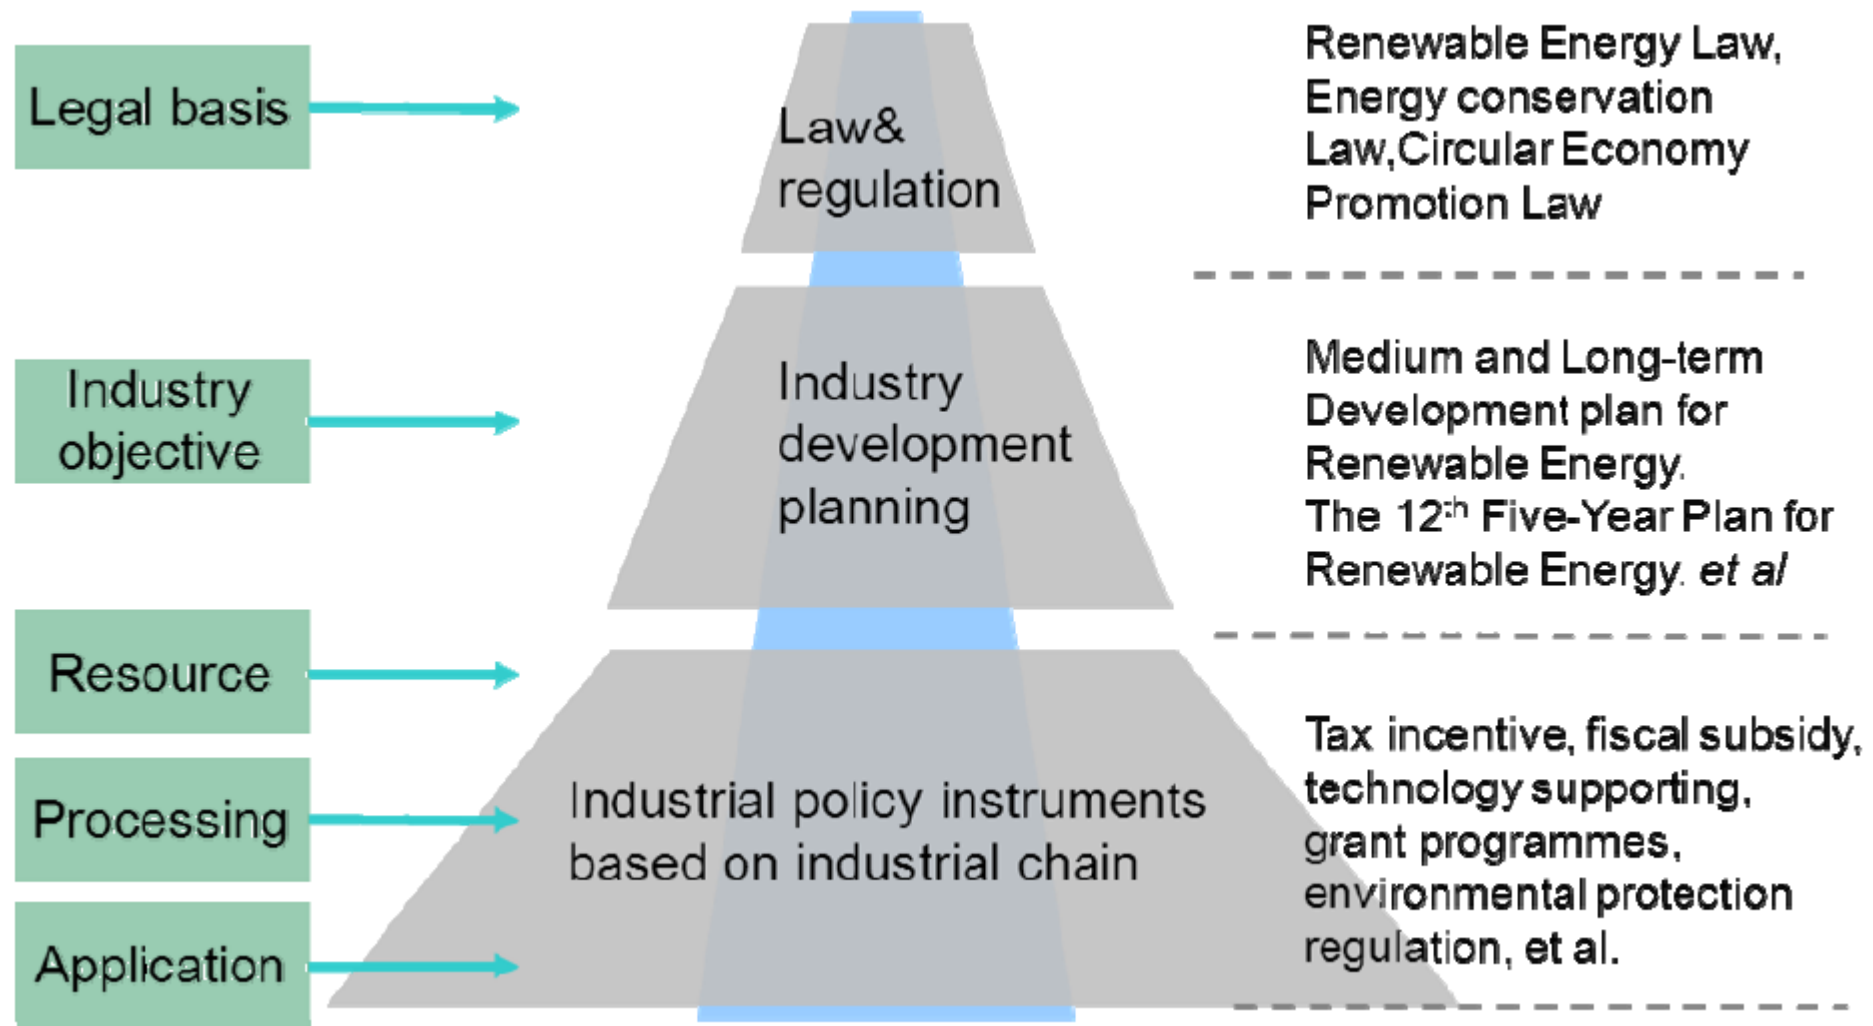 Legal basis
Law&
regulation
Renewable Energy Law,
Energy conservation
Law,Circular Economy
Promotion Law
Industry
objective
Industry
development
planning
Medium and Long-term
Development plan for
Renewable Energy.
The 12th Five-Year Plan for
Renewable Energy. et al
Resource
Processing
Application
Industrial policy instruments
based on industrial chain
Tax incentive, fiscal subsidy,
technology supporting,
grant programmes,
environmental protection
regulation, et al.